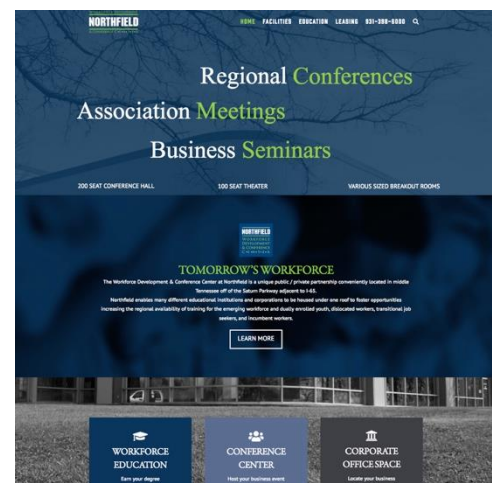 NORTHFIELD
HOME FACILITIES EDUCATION LEASING 931-398-6000
Regional Conferences
Association Meetings
Business Seminars
200 SEAT CONFERENCE HALL 100 SEAT THEATER VARIOUS SIZED BREAKOUT ROOMS
NORTHFIELD
WORKFORCE
DEVELOPMENT
& CONFERENCE
CENTER
TOMORROW'S WORKFORCE
The Workforce Development & Conference Center at Northfield is a unique public / private partnership conveniently located in middle
Tennessee off of the Saturn Parkway adjacent to I-65.
Northfield enables many different educational institutions and corporations to be housed under one roof to foster opportunities
increasing the regional availability of training for the emerging workforce and dually enrolled youth, dislocated workers, transitional job
seekers, and incumbent workers.
LEARN MORE
WORKFORCE
EDUCATION
Earn your degree
CONFERENCE
CENTER
Host your business event
CORPORATE
OFFICE SPACE
Locate your business